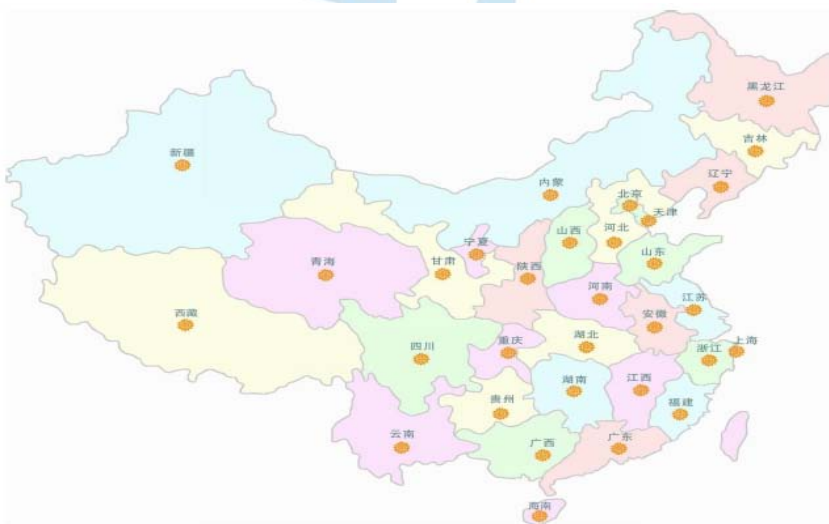 黑龙江
吉林
新疆
辽宁
内蒙
北京
天津
宁夏
山西
河北
青海
甘肃
陕西
山东
河南
江苏
西藏
安徽
四川
重庆
湖北
浙江
上海
湖南
江西
贵州
福建
云南
广西
广东
海南